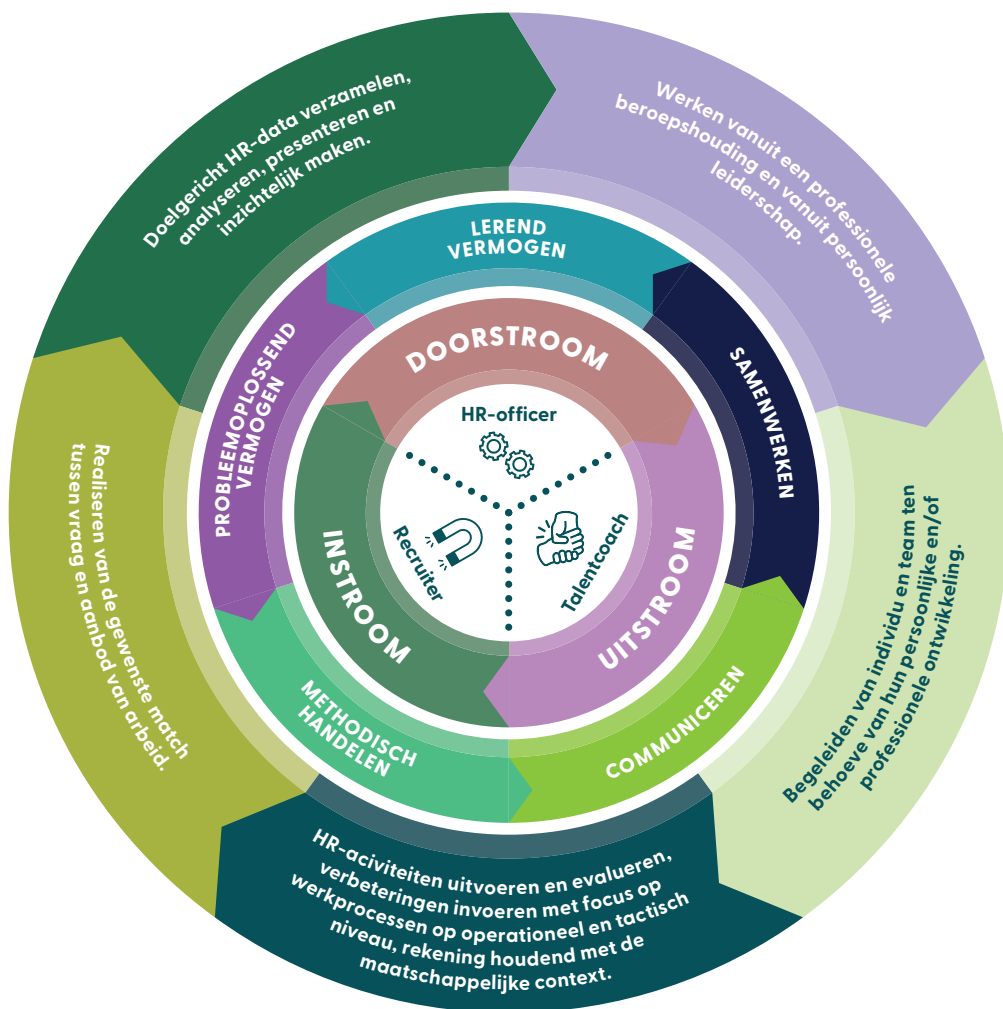 Doelgericht HR-data verzamelen,
analyseren, presenteren en
inzichtelijk maken.
Werken vanuit een professionele
beroepshouding en vanuit persoonlijk
leiderschap.
Begeleiden van individu en team ten
behoeve van hun persoonlijke en/of
professionele ontwikkeling.
HR-aciviteiten uitvoeren en evalueren,
verbeteringen invoeren met focus op
werkprocessen op operationeel en tactisch
niveau, rekening houdend met de
maatschappelijke context.
Realiseren van de gewenste match
tussen vraag en aanbod van arbeid.
LEREND
VERMOGEN
SAMENWERKEN
COMMUNICEREN
METHODISCH
HANDELEN
PROBLEEMOPLOSSEND
VERMOGEN
DOORSTROOM
UITSTROOM
INSTROOM
HR-officer
Talentcoach
Recruiter